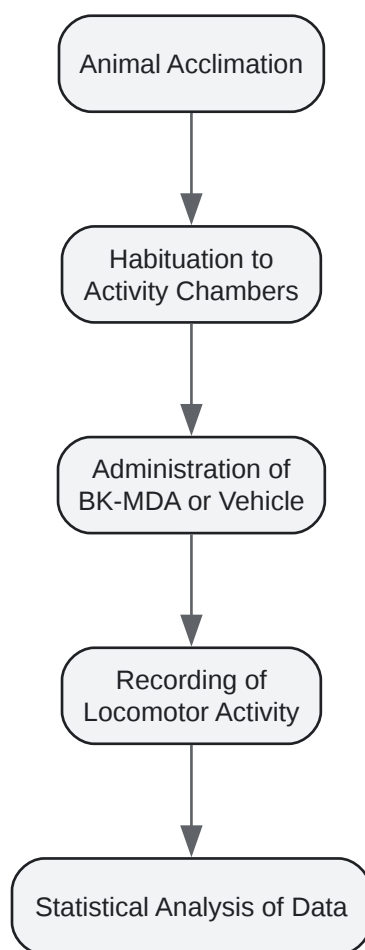 Animal Acclimation
Habituation to
Activity Chambers
Administration of
BK-MDA or Vehicle
Recording of
Locomotor Activity
Statistical Analysis of Data